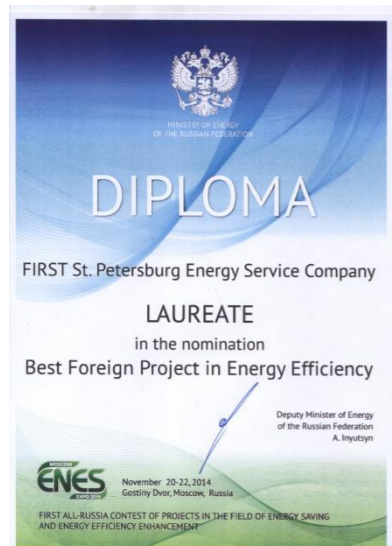 MINISTRY OF ENERGY
OF THE RUSSIAN FEDERATION
DIPLOMA
FIRST St. Petersburg Energy Service Company
LAUREATE
in the nomination
Best Foreign Project in Energy Efficiency
Deputy Minister of Energy
of the Russian Federation
A. Inyutsyn
MOSCOW
ENES
EXPO 2014
November 20-22, 2014
Gostiny Dvor, Moscow, Russia
FIRST ALL-RUSSIA CONTEST OF PROJECTS IN THE FIELD OF ENERGY SAVING
AND ENERGY EFFICIENCY ENHANCEMENT